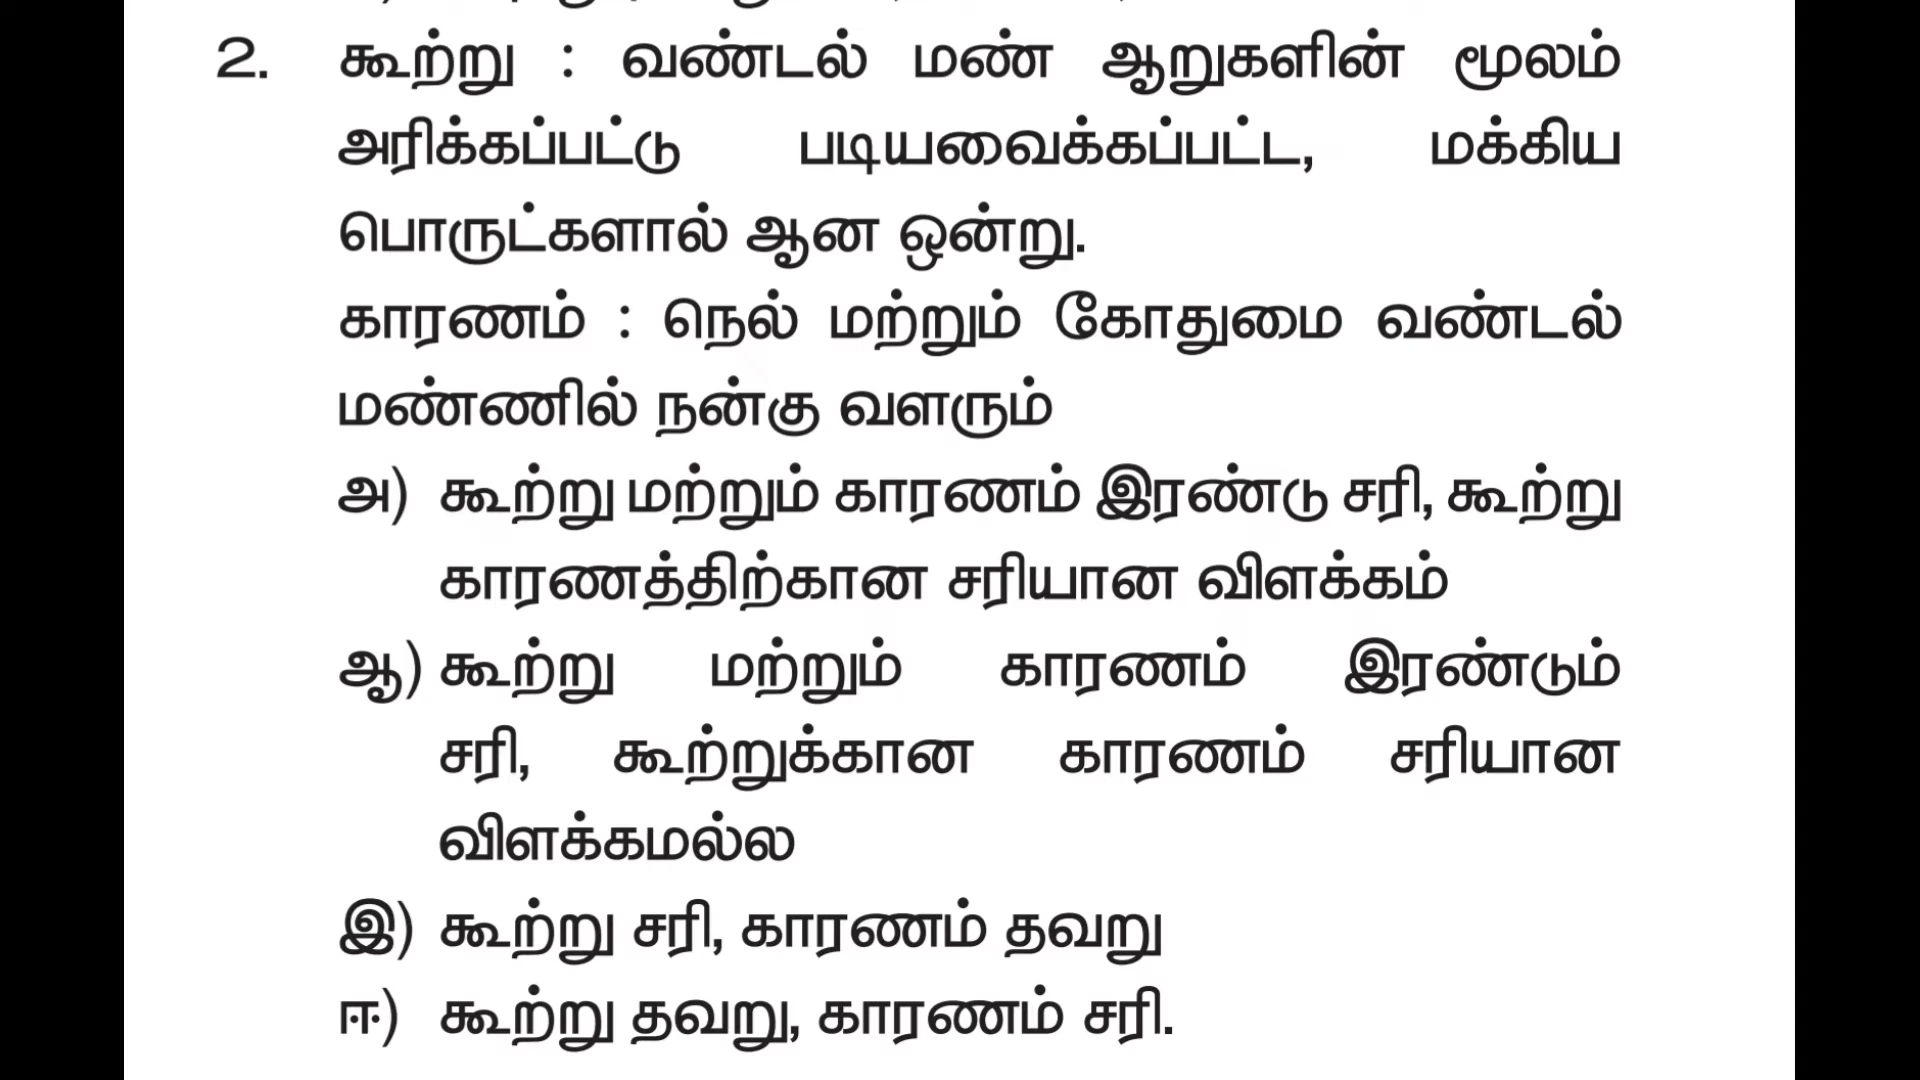 2. கூற்று : வண்டல் மண் ஆறுகளின் மூலம்
அரிக்கப்பட்டு படியவைக்கப்பட்ட, மக்கிய
பொருட்களால் ஆன ஒன்று.
காரணம் : நெல் மற்றும் கோதுமை வண்டல்
மண்ணில் நன்கு வளரும்
அ) கூற்று மற்றும் காரணம் இரண்டு சரி, கூற்று
காரணத்திற்கான சரியான விளக்கம்
ஆ) கூற்று மற்றும் காரணம் இரண்டும்
சரி, கூற்றுக்கான காரணம் சரியான
விளக்கமல்ல
இ) கூற்று சரி, காரணம் தவறு
ஈ) கூற்று தவறு, காரணம் சரி.